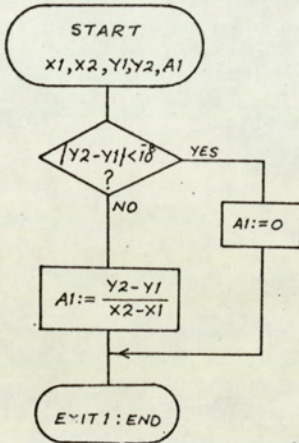 START
X1,X2,Y1,Y2,A1
|Y2-Y1|<10^-8
?
YES
NO
A1:=0
A1:= Y2-Y1
X2-X1
EXIT1:END